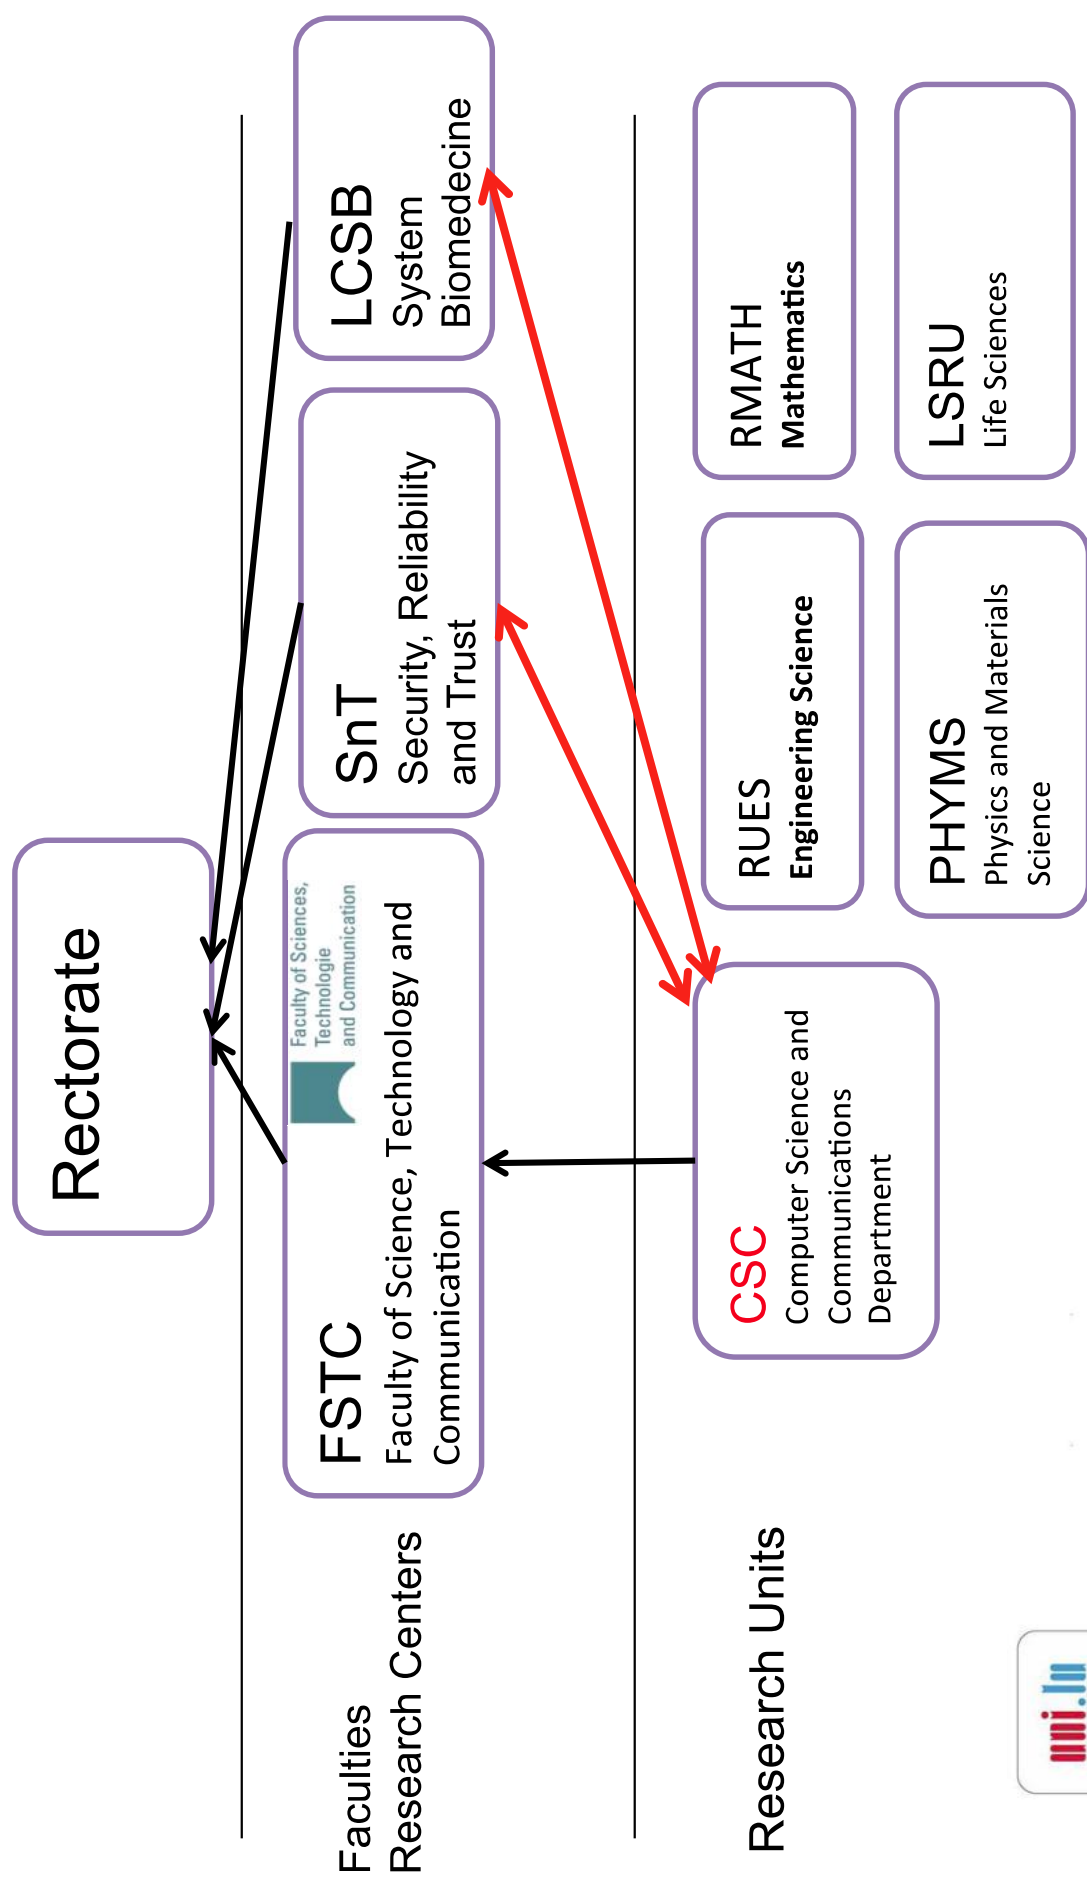 Rectorate
Faculties
Research Centers
FSTC
Faculty of Science, Technology and
Communication
Faculty of Sciences,
Technologie
and Communication
SnT
Security, Reliability
and Trust
LCSB
System
Biomedecine
Research Units
CSC
Computer Science and
Communications
Department
RUES
Engineering Science
RMATH
Mathematics
PHYMS
Physics and Materials
Science
LSRU
Life Sciences
uni.lu